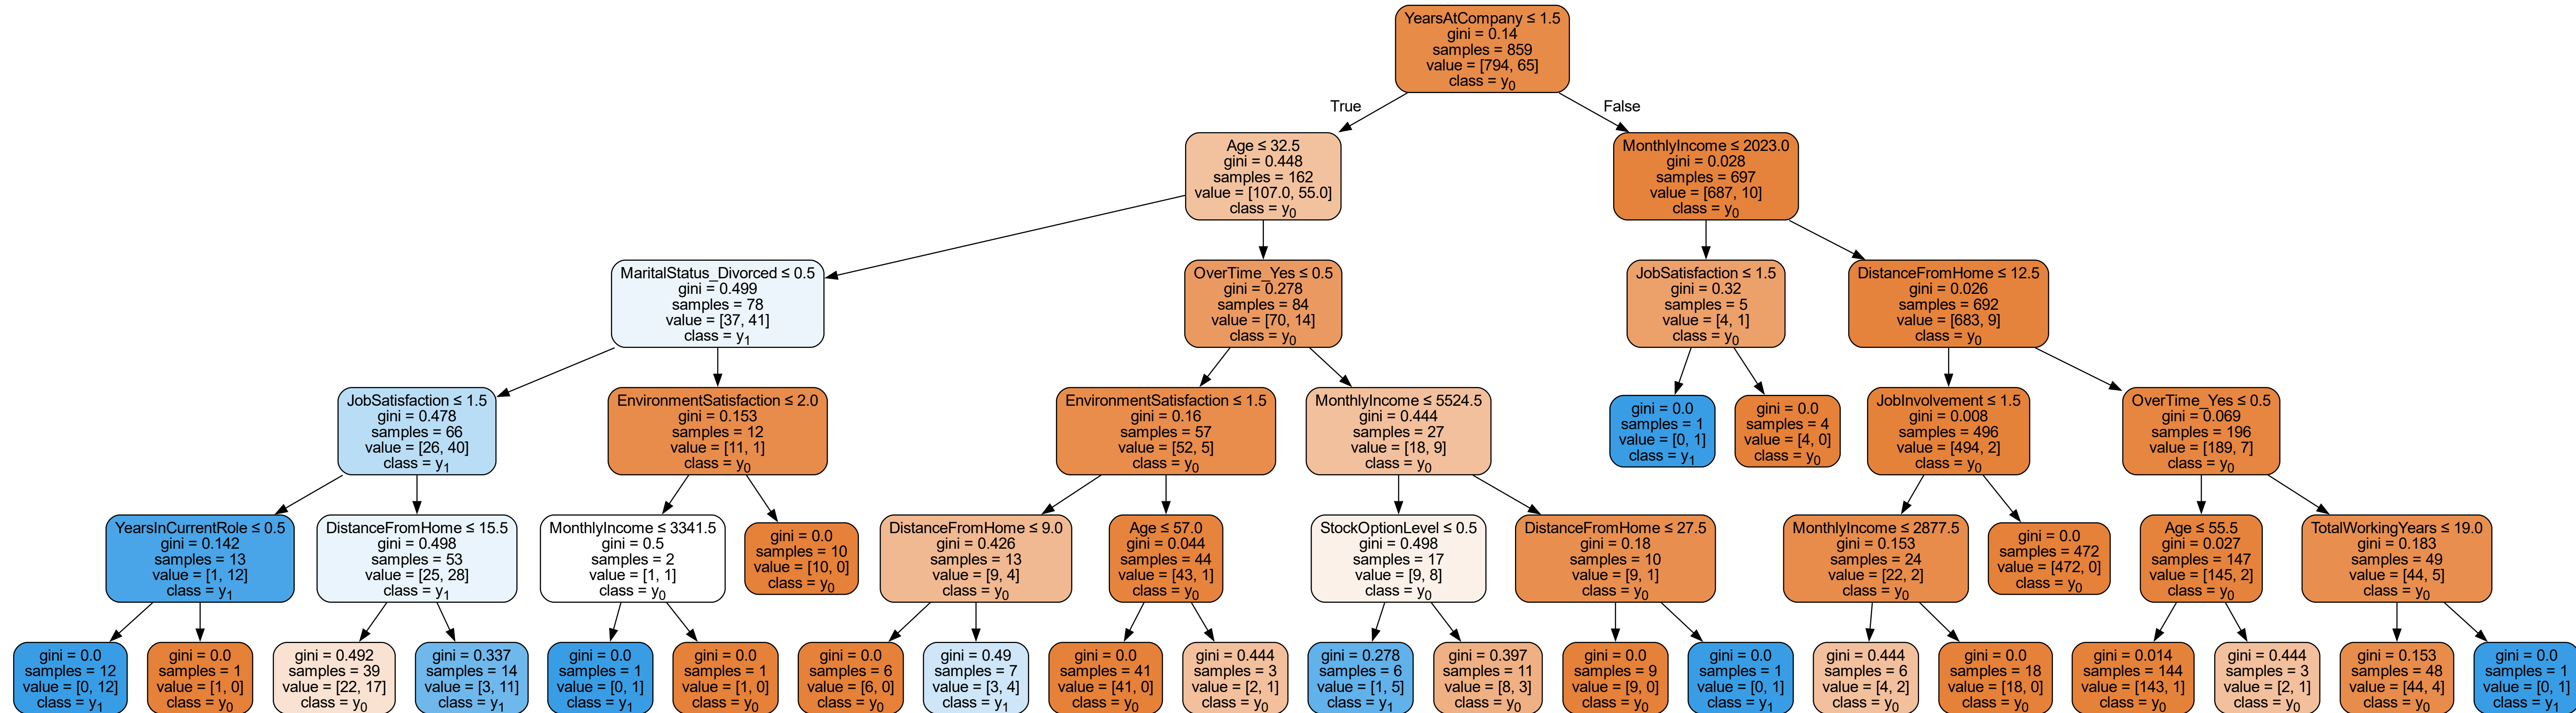 YearsAtCompany ≤ 1.5
gini = 0.14
samples = 859
value = [794, 65]
class = y0
True
False
Age ≤ 32.5
gini = 0.448
samples = 162
value = [107.0, 55.0]
class = y0
MonthlyIncome ≤ 2023.0
gini = 0.028
samples = 697
value = [687, 10]
class = y0
MaritalStatus_Divorced ≤ 0.5
gini = 0.499
samples = 78
value = [37, 41]
class = y1
OverTime_Yes ≤ 0.5
gini = 0.278
samples = 84
value = [70, 14]
class = y0
JobSatisfaction ≤ 1.5
gini = 0.32
samples = 5
value = [4, 1]
class = y0
DistanceFromHome ≤ 12.5
gini = 0.026
samples = 692
value = [683, 9]
class = y0
JobSatisfaction ≤ 1.5
gini = 0.478
samples = 66
value = [26, 40]
class = y1
EnvironmentSatisfaction ≤ 2.0
gini = 0.153
samples = 12
value = [11, 1]
class = y0
EnvironmentSatisfaction ≤ 1.5
gini = 0.16
samples = 57
value = [52, 5]
class = y0
MonthlyIncome ≤ 5524.5
gini = 0.444
samples = 27
value = [18, 9]
class = y0
gini = 0.0
samples = 1
value = [0, 1]
class = y1
gini = 0.0
samples = 4
value = [4, 0]
class = y0
JobInvolvement ≤ 1.5
gini = 0.008
samples = 496
value = [494, 2]
class = y0
OverTime_Yes ≤ 0.5
gini = 0.069
samples = 196
value = [189, 7]
class = y0
YearsInCurrentRole ≤ 0.5
gini = 0.142
samples = 13
value = [1, 12]
class = y1
DistanceFromHome ≤ 15.5
gini = 0.498
samples = 53
value = [25, 28]
class = y1
MonthlyIncome ≤ 3341.5
gini = 0.5
samples = 2
value = [1, 1]
class = y0
gini = 0.0
samples = 10
value = [10, 0]
class = y0
DistanceFromHome ≤ 9.0
gini = 0.426
samples = 13
value = [9, 4]
class = y0
Age ≤ 57.0
gini = 0.044
samples = 44
value = [43, 1]
class = y0
StockOptionLevel ≤ 0.5
gini = 0.498
samples = 17
value = [9, 8]
class = y0
DistanceFromHome ≤ 27.5
gini = 0.18
samples = 10
value = [9, 1]
class = y0
MonthlyIncome ≤ 2877.5
gini = 0.153
samples = 24
value = [22, 2]
class = y0
gini = 0.0
samples = 472
value = [472, 0]
class = y0
Age ≤ 55.5
gini = 0.027
samples = 147
value = [145, 2]
class = y0
TotalWorkingYears ≤ 19.0
gini = 0.183
samples = 49
value = [44, 5]
class = y0
gini = 0.0
samples = 12
value = [0, 12]
class = y1
gini = 0.0
samples = 1
value = [1, 0]
class = y0
gini = 0.492
samples = 39
value = [22, 17]
class = y0
gini = 0.337
samples = 14
value = [3, 11]
class = y1
gini = 0.0
samples = 1
value = [0, 1]
class = y1
gini = 0.0
samples = 1
value = [1, 0]
class = y0
gini = 0.0
samples = 6
value = [6, 0]
class = y0
gini = 0.49
samples = 7
value = [3, 4]
class = y1
gini = 0.0
samples = 41
value = [41, 0]
class = y0
gini = 0.444
samples = 3
value = [2, 1]
class = y0
gini = 0.278
samples = 6
value = [1, 5]
class = y1
gini = 0.397
samples = 11
value = [8, 3]
class = y0
gini = 0.0
samples = 9
value = [9, 0]
class = y0
gini = 0.0
samples = 1
value = [0, 1]
class = y1
gini = 0.444
samples = 6
value = [4, 2]
class = y0
gini = 0.0
samples = 18
value = [18, 0]
class = y0
gini = 0.014
samples = 144
value = [143, 1]
class = y0
gini = 0.444
samples = 3
value = [2, 1]
class = y0
gini = 0.153
samples = 48
value = [44, 4]
class = y0
gini = 0.0
samples = 1
value = [0, 1]
class = y1